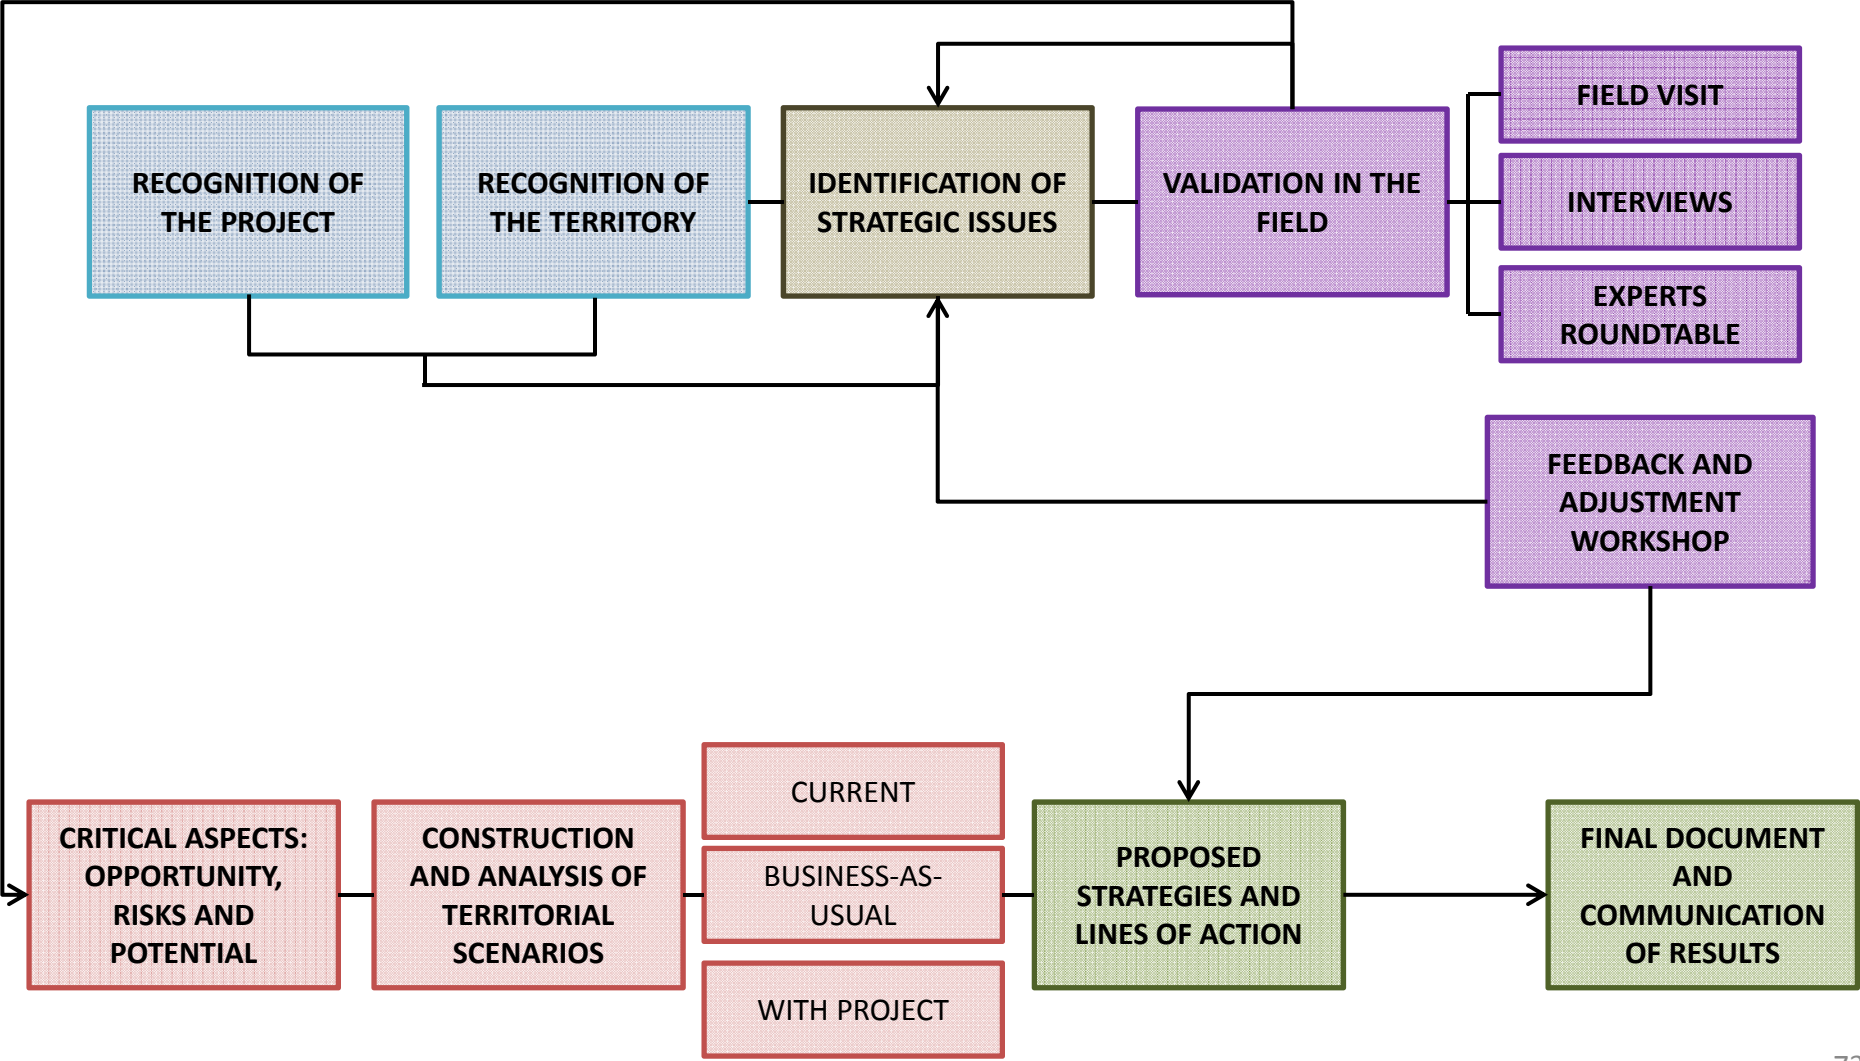 FIELD VISIT
RECOGNITION OF
THE PROJECT
RECOGNITION OF
THE TERRITORY
IDENTIFICATION OF
STRATEGIC ISSUES
VALIDATION IN THE
FIELD
INTERVIEWS
EXPERTS
ROUNDTABLE
FEEDBACK AND
ADJUSTMENT
WORKSHOP
CRITICAL ASPECTS:
OPPORTUNITY,
RISKS AND
POTENTIAL
CONSTRUCTION
AND ANALYSIS OF
TERRITORIAL
SCENARIOS
CURRENT
BUSINESS-AS-
USUAL
WITH PROJECT
PROPOSED
STRATEGIES AND
LINES OF ACTION
FINAL DOCUMENT
AND
COMMUNICATION
OF RESULTS